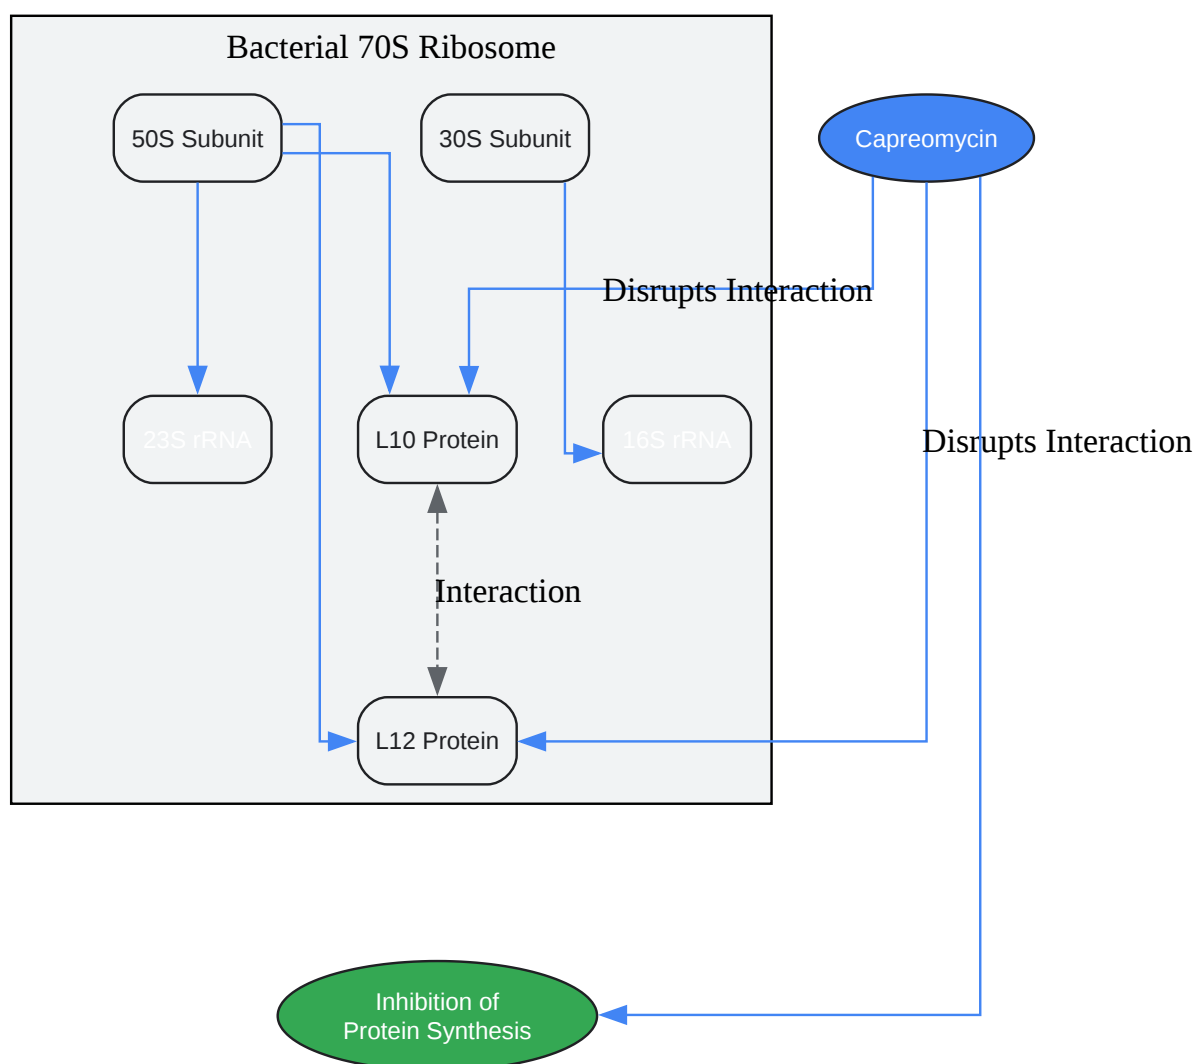 Bacterial 70S Ribosome
50S Subunit
30S Subunit
Capreomycin
Disrupts Interaction
23S rRNA
L10 Protein
16S rRNA
Disrupts Interaction
Interaction
L12 Protein
Inhibition of
Protein Synthesis